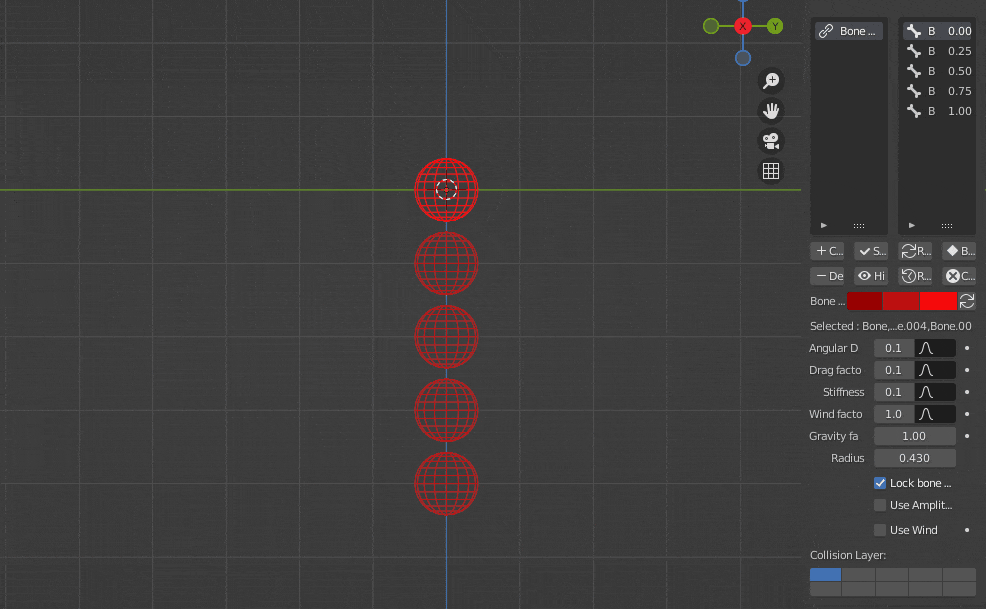 X Y
Bone ...
B 0.00
B 0.25
B 0.50
B 0.75
B 1.00
C... S... R... B...
De Hi R... C...
Bone ...
Selected : Bone,...e.004,Bone.00
Angular D 0.1
Drag facto 0.1
Stiffness 0.1
Wind facto 1.0
Gravity fa 1.00
Radius 0.430
Lock bone ...
Use Amplit...
Use Wind
Collision Layer: